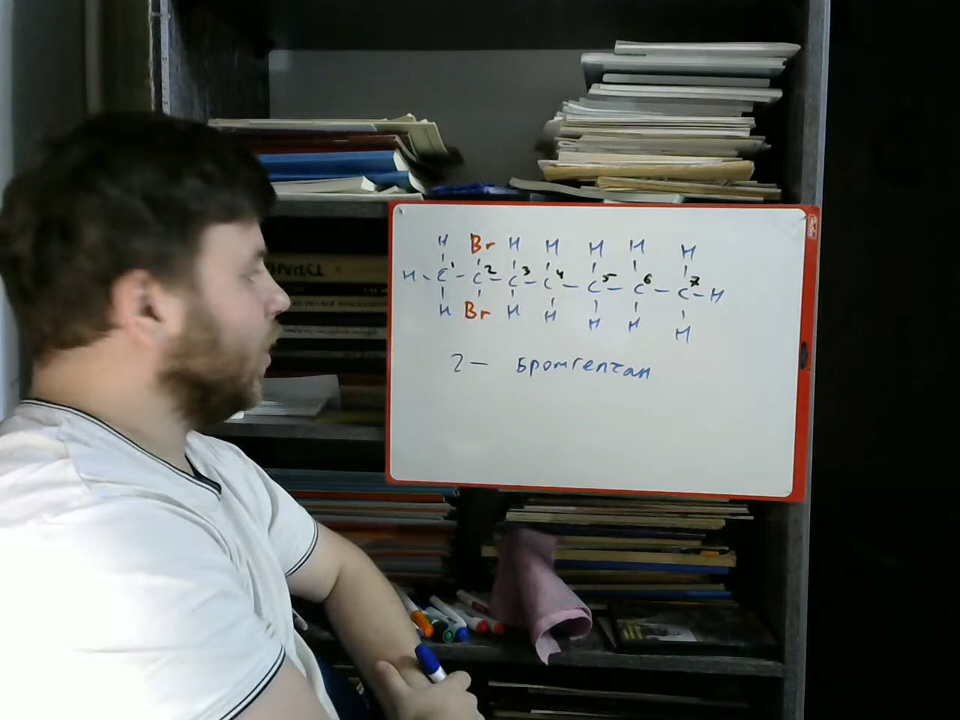 H Br H H H H H
H - C¹ - C² - C³ - C⁴ - C⁵ - C⁶ - C⁷ - H
H Br H H H H H
2 - Бромгептан